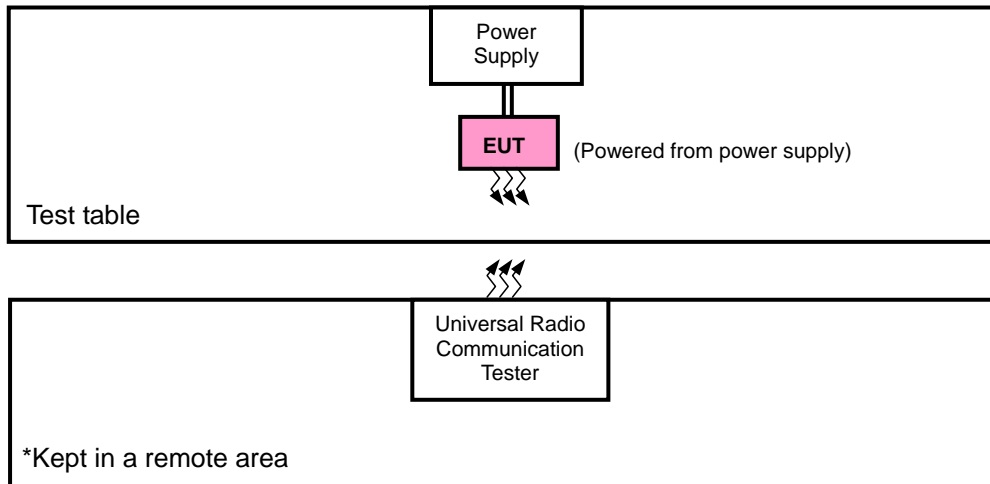 Power
Supply
EUT
(Powered from power supply)
Test table
Universal Radio
Communication
Tester
*Kept in a remote area